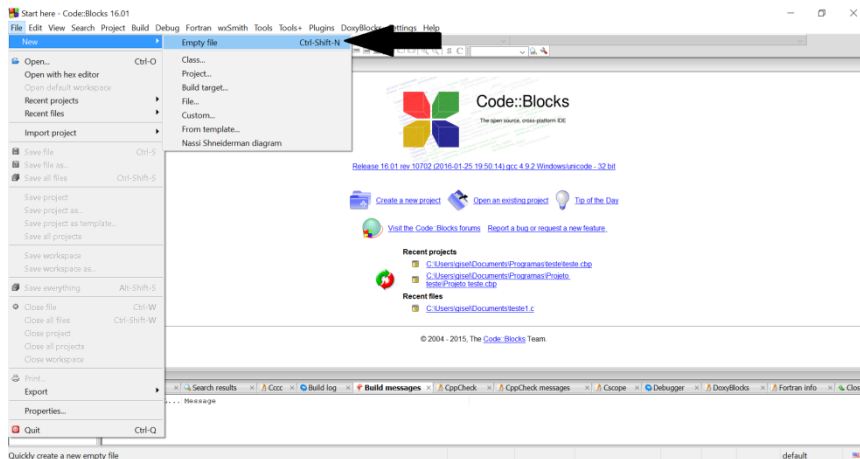 Start here - Code::Blocks 16.01
File Edit View Search Project Build Debug Fortran wxSmith Tools Tools+ Plugins DoxyBlocks Settings Help
New
Empty file Ctrl-Shift-N
Class...
Project...
Build target...
File...
Custom...
From template...
Nassi Shneiderman diagram
Open... Ctrl-O
Open with hex editor
Open default workspace
Recent projects
Recent files
Import project
Save file Ctrl-S
Save file as...
Save all files Ctrl-Shift-S
Save project
Save project as...
Save project as template...
Save all projects
Save workspace
Save workspace as...
Save everything Alt-Shift-S
Close file Ctrl-W
Close all files Ctrl-Shift-W
Close project
Close all projects
Close workspace
Print...
Export
Properties...
Quit Ctrl-Q
Code::Blocks
The open source, cross-platform IDE
Release 16.01 rev 10702 (2016-01-25 19:50:14) gcc 4.9.2 Windows/unicode - 32 bit
Create a new project Open an existing project Tip of the Day
Visit the Code::Blocks forums Report a bug or request a new feature
Recent projects
C:\Users\gisel\Documents\Programas\teste\teste.cbp
C:\Users\gisel\Documents\Programas\Projeto
teste\Projeto teste.cbp
Recent files
C:\Users\gisel\Documents\teste1.c
© 2004 - 2015, The Code::Blocks Team.
Search results Cccc Build log Build messages CppCheck CppCheck messages Cscope Debugger DoxyBlocks Fortran info Clos
... Message
Quickly create a new empty file default